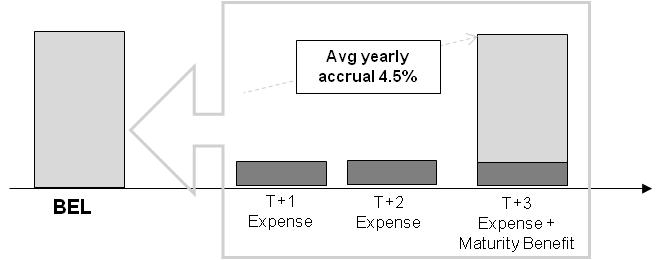 Avg yearly
accrual 4.5%
BEL
T+1
Expense
T+2
Expense
T+3
Expense +
Maturity Benefit